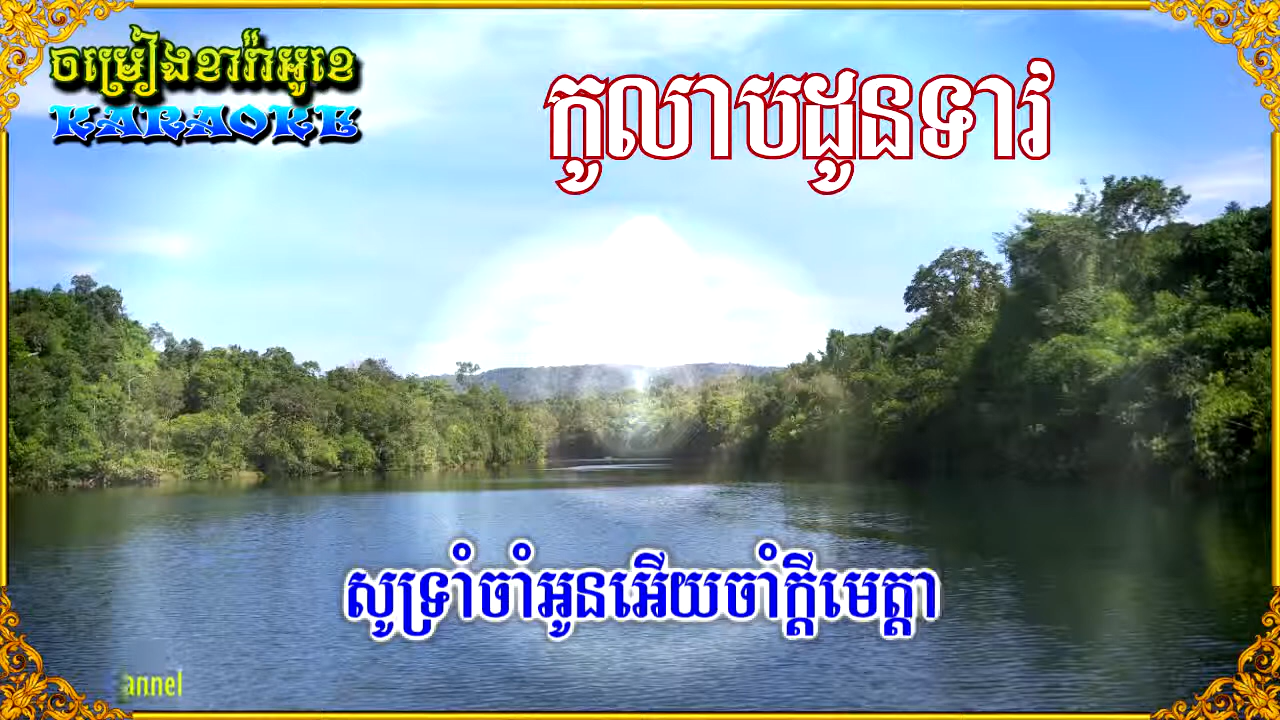 ចម្រៀងខារ៉ាអូខេ
KARAOKE
កូលាបដូនទាវ
សូទ្រាំចាំអូនអើយចាំក្ដីមេត្តា
annel